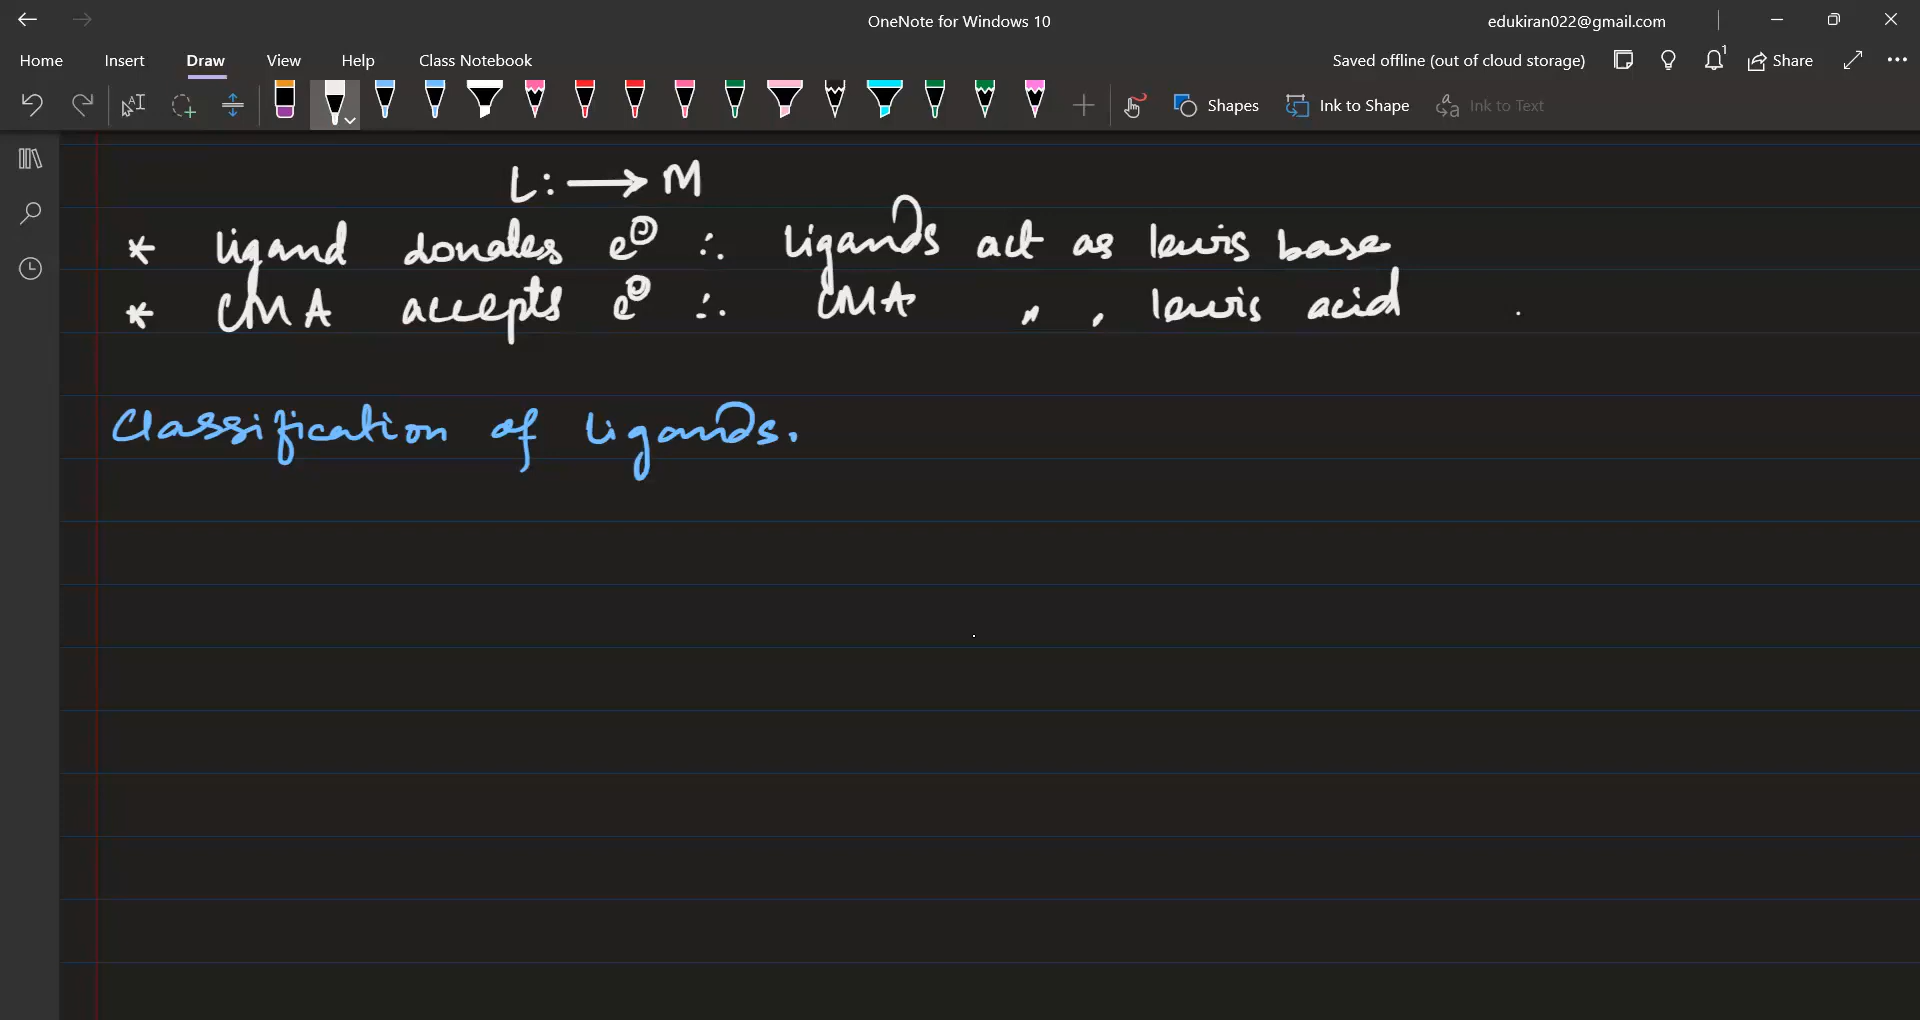 OneNote for Windows 10
edukiran022@gmail.com
Home Insert Draw View Help Class Notebook
Saved offline (out of cloud storage) 1 Share
Shapes Ink to Shape Ink to Text
L: → M
* ligand donates e⊖ ∴ ligands act as lewis base
* CMA accepts e⊖ ∴ CMA " " lewis acid
Classification of ligands.